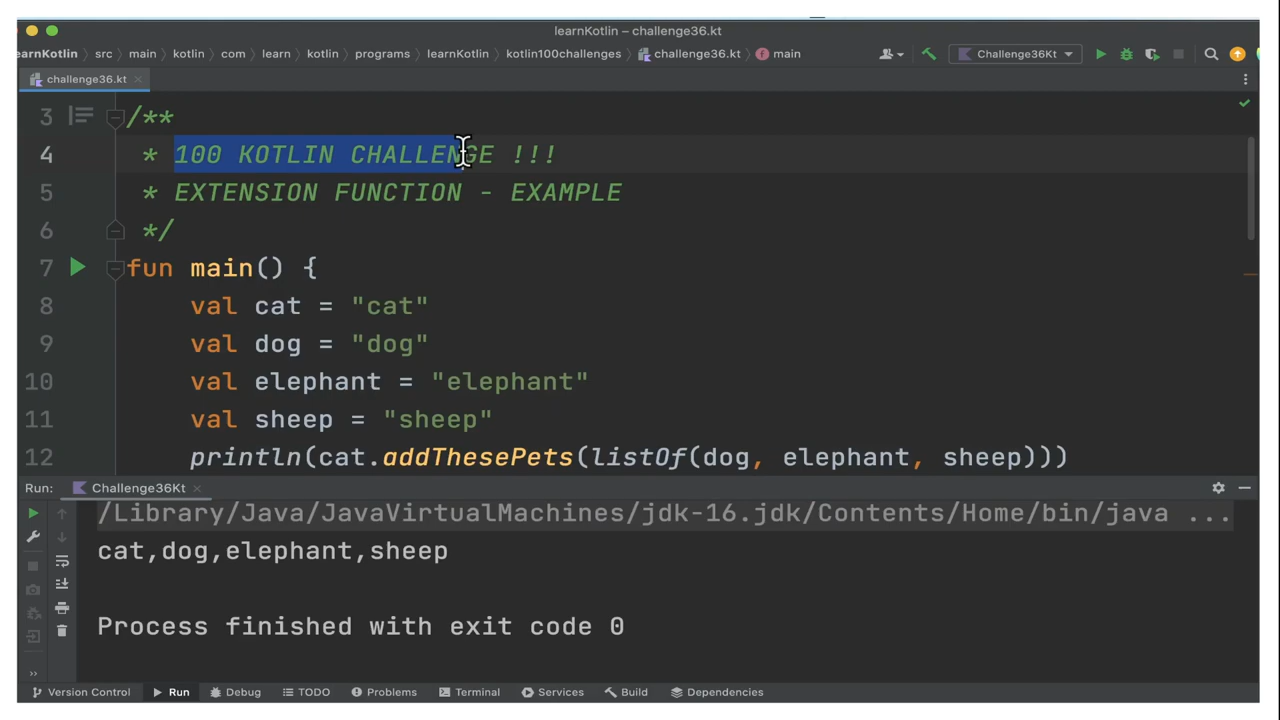 learnKotlin – challenge36.kt
earnKotlin src main kotlin com learn kotlin programs learnKotlin kotlin100challenges challenge36.kt main Challenge36Kt
challenge36.kt
3 /**
4 * 100 KOTLIN CHALLENGE !!!
5 * EXTENSION FUNCTION - EXAMPLE
6 */
7 fun main() {
8 val cat = "cat"
9 val dog = "dog"
10 val elephant = "elephant"
11 val sheep = "sheep"
12 println(cat.addThesePets(listOf(dog, elephant, sheep)))
Run: Challenge36Kt
/Library/Java/JavaVirtualMachines/jdk-16.jdk/Contents/Home/bin/java ...
cat,dog,elephant,sheep
Process finished with exit code 0
Version Control Run Debug TODO Problems Terminal Services Build Dependencies